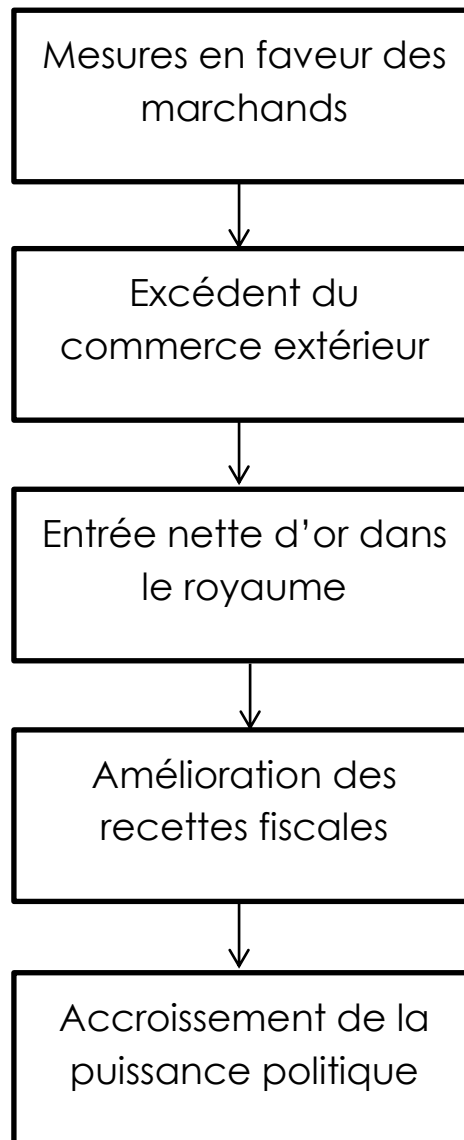 Mesures en faveur des
marchands
Excédent du
commerce extérieur
Entrée nette d’or dans
le royaume
Amélioration des
recettes fiscales
Accroissement de la
puissance politique